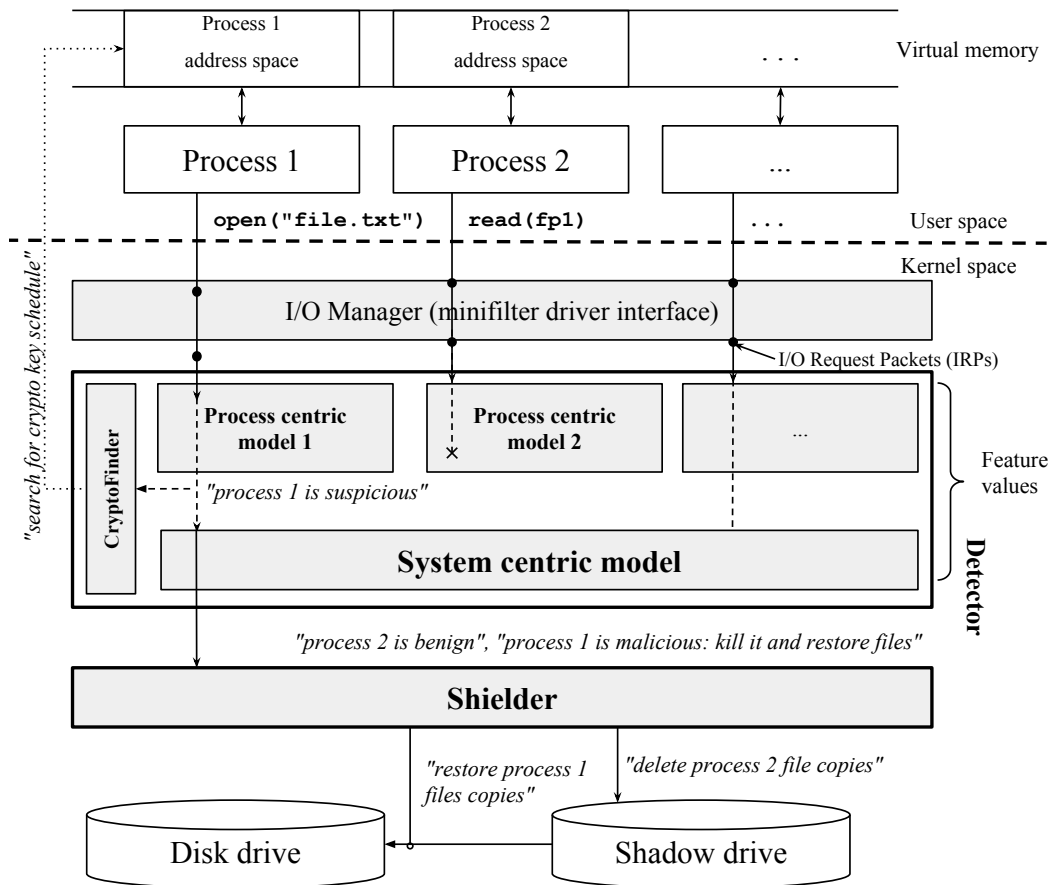 Process 1
address space
Process 2
address space
. . .
Virtual memory
Process 1
Process 2
...
open("file.txt")
read(fp1)
. . .
User space
Kernel space
"search for crypto key schedule"
I/O Manager (minifilter driver interface)
I/O Request Packets (IRPs)
CryptoFinder
Process centric
model 1
Process centric
model 2
...
Feature
values
"process 1 is suspicious"
System centric model
Detector
"process 2 is benign", "process 1 is malicious: kill it and restore files"
Shielder
"restore process 1
files copies"
"delete process 2 file copies"
Disk drive
Shadow drive